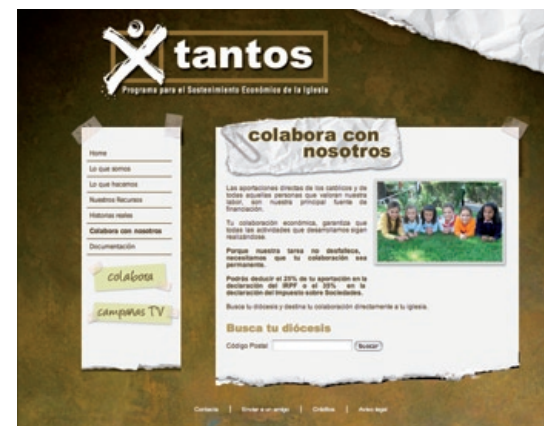 X tantos
Programa para el Sostenimiento Económico de la Iglesia
Home
Lo que somos
Lo que hacemos
Nuestros Recursos
Historias reales
Colabora con nosotros
Documentación
colabora
campañas TV
colabora con
nosotros
Las aportaciones directas de los católicos y de
todas aquellas personas que valoran nuestra
labor, son nuestra principal fuente de
financiación.
Tu colaboración económica, garantiza que
todas las actividades que desarrollamos sigan
realizándose.
Porque nuestra tarea no desfallece,
necesitamos que tu colaboración sea
permanente.
Podrás deducir el 25% de tu aportación en la
declaración del IRPF o el 35% en la
declaración del Impuesto sobre Sociedades.
Busca tu diócesis y destina tu colaboración directamente a tu iglesia.
Busca tu diócesis
Código Postal (buscar)
Contacta | Enviar a un amigo | Créditos | Aviso legal